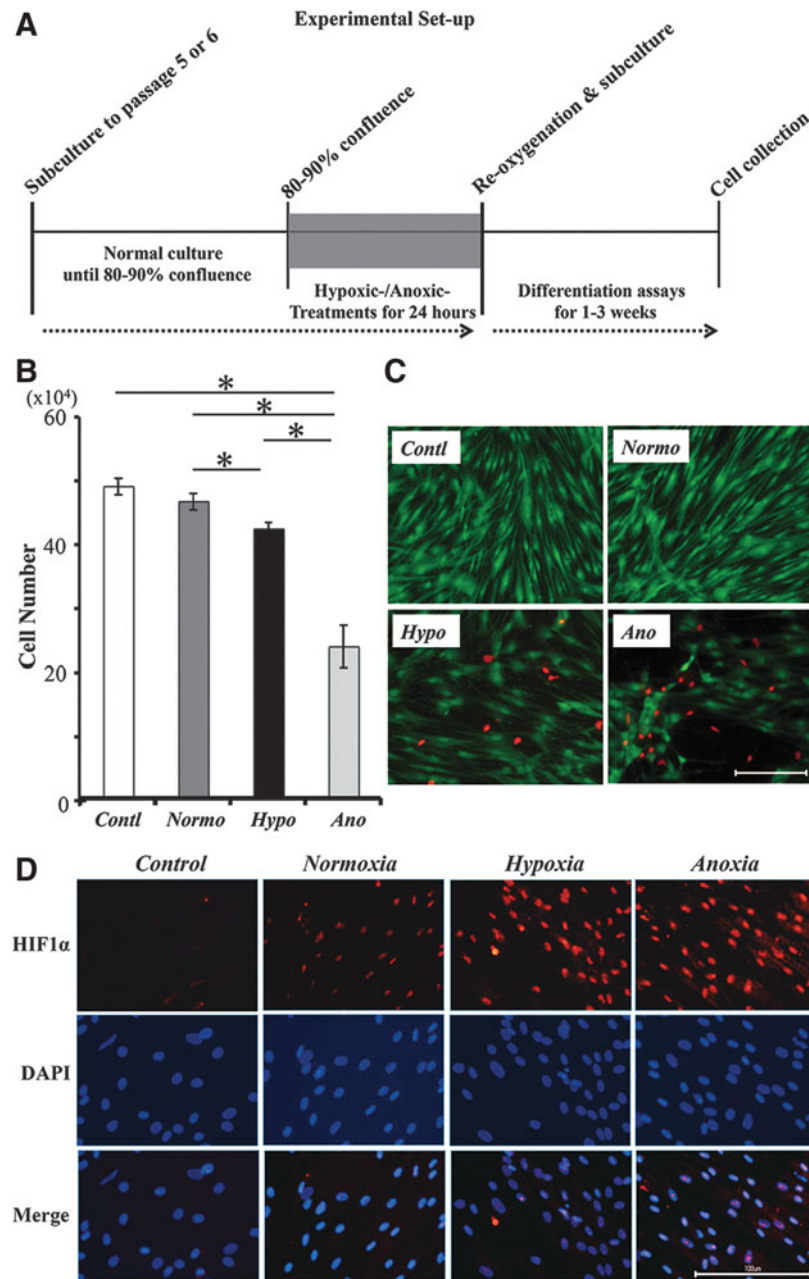 A
Experimental Set-up
Subculture to passage 5 or 6
80-90% confluence
Re-oxygenation & subculture
Cell collection
Normal culture
until 80-90% confluence
Hypoxic-/Anoxic-
Treatments for 24 hours
Differentiation assays
for 1-3 weeks
B
(x10⁴)
60
40
20
0
Cell Number
* 
*
*
*
Contl Normo Hypo Ano
C
Contl
Normo
Hypo
Ano
D
Control Normoxia Hypoxia Anoxia
HIF1α
DAPI
Merge
100um